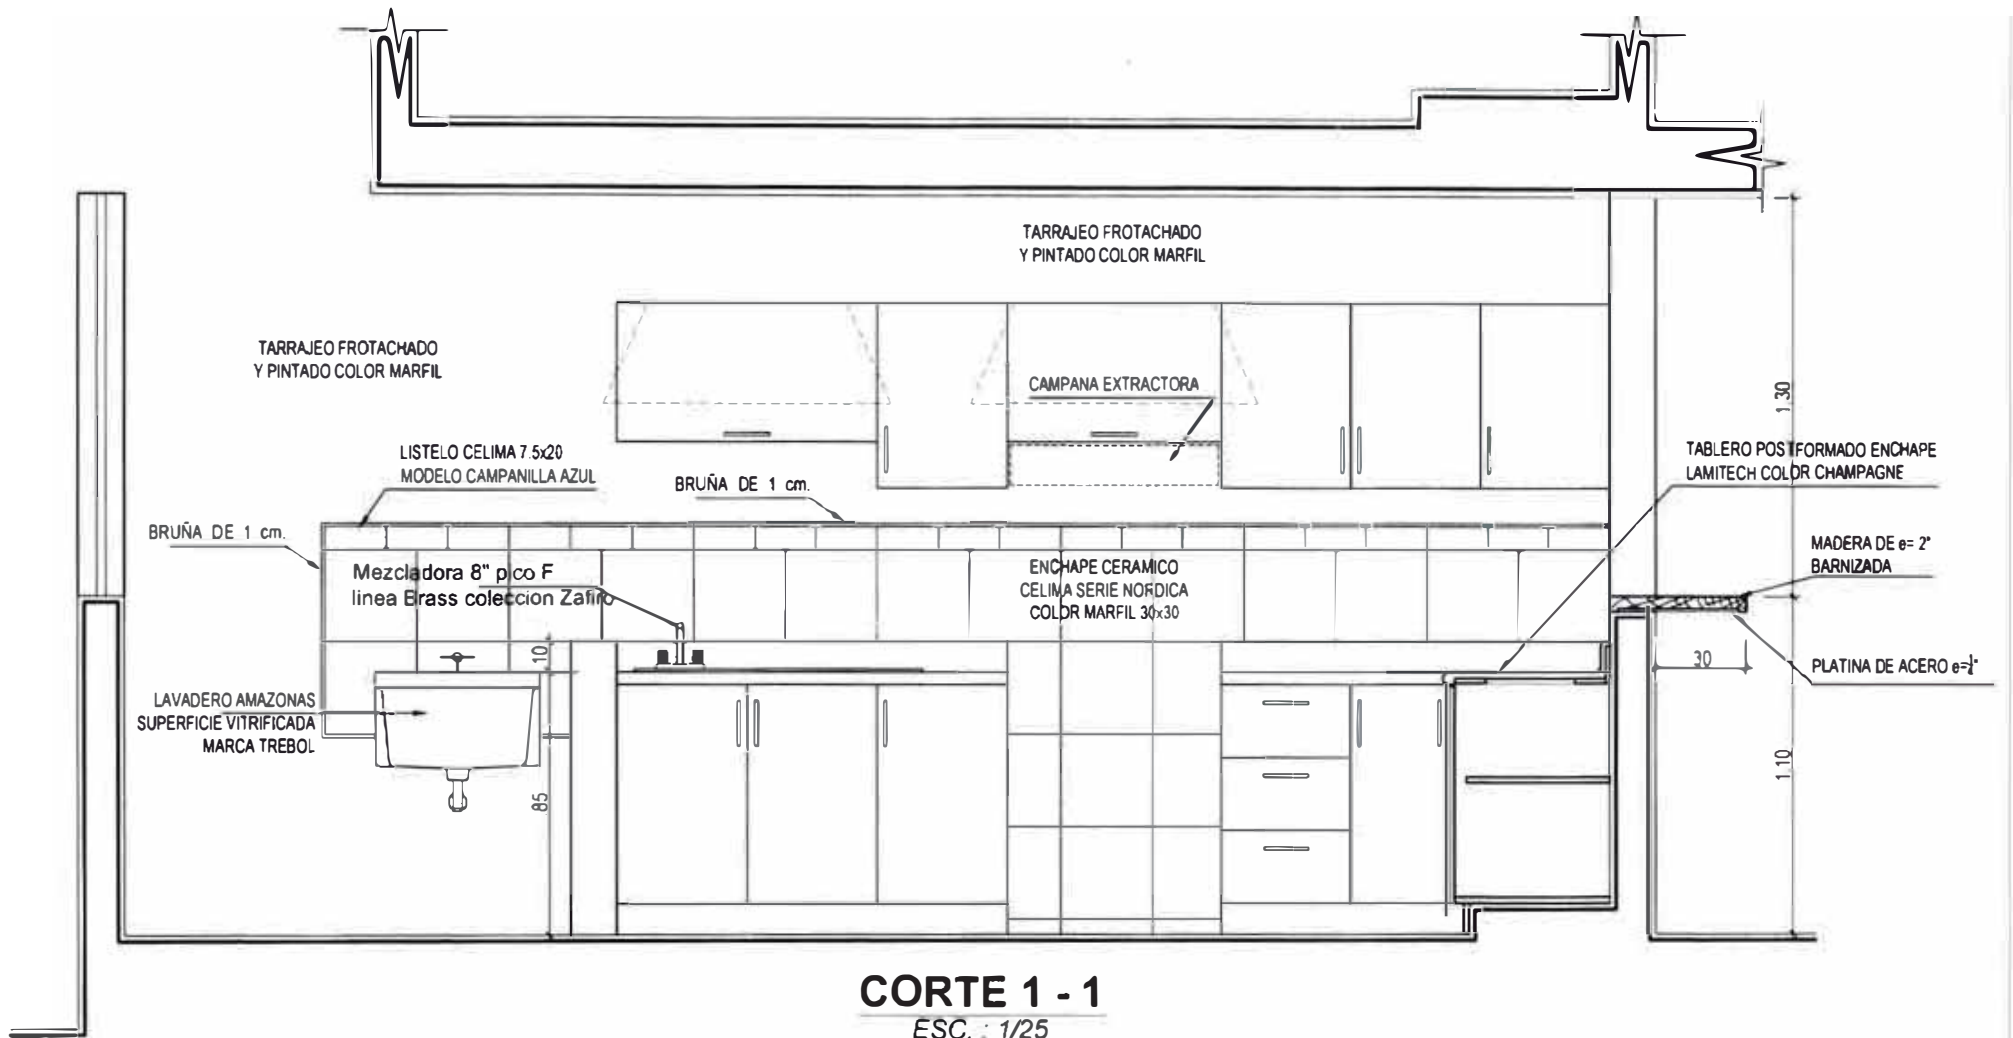 TARRAJEO FROTACHADO
Y PINTADO COLOR MARFIL
TARRAJEO FROTACHADO
Y PINTADO COLOR MARFIL
CAMPANA EXTRACTORA
1.30
LISTELO CELIMA 7.5x20
MODELO CAMPANILLA AZUL
BRUÑA DE 1 cm.
TABLERO POSTFORMADO ENCHAPE
LAMITECH COLOR CHAMPAGNE
BRUÑA DE 1 cm.
MADERA DE e= 2"
BARNIZADA
Mezcladora 8" pico F
linea Brass coleccion Zafiro
ENCHAPE CERAMICO
CELIMA SERIE NORDICA
COLOR MARFIL 30x30
10
30
PLATINA DE ACERO
LAVADERO AMAZONAS
SUPERFICIE VITRIFICADA
MARCA TREBOL
85
1.10
CORTE 1 - 1
ESC. : 1/25